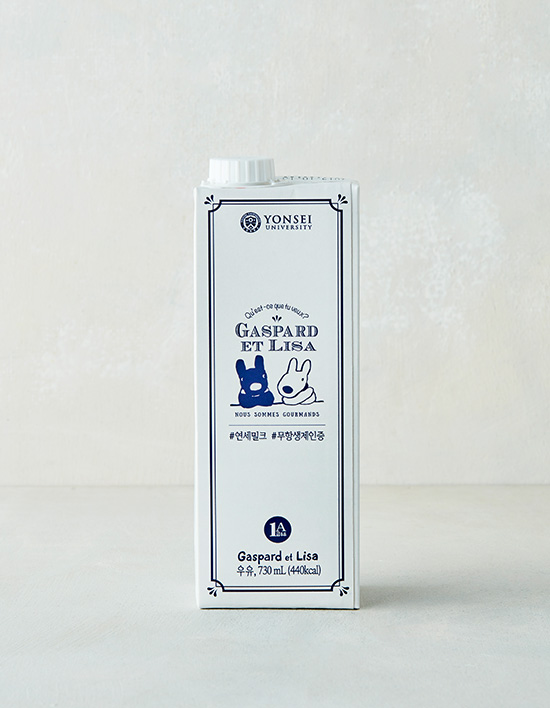 YONSEI
UNIVERSITY
Qu'est-ce que tu veux?
GASPARD
ET LISA
NOUS SOMMES GOURMANDS
#연세밀크 #무항생제인증
1A
Gaspard et Lisa
우유, 730 mL (440kcal)